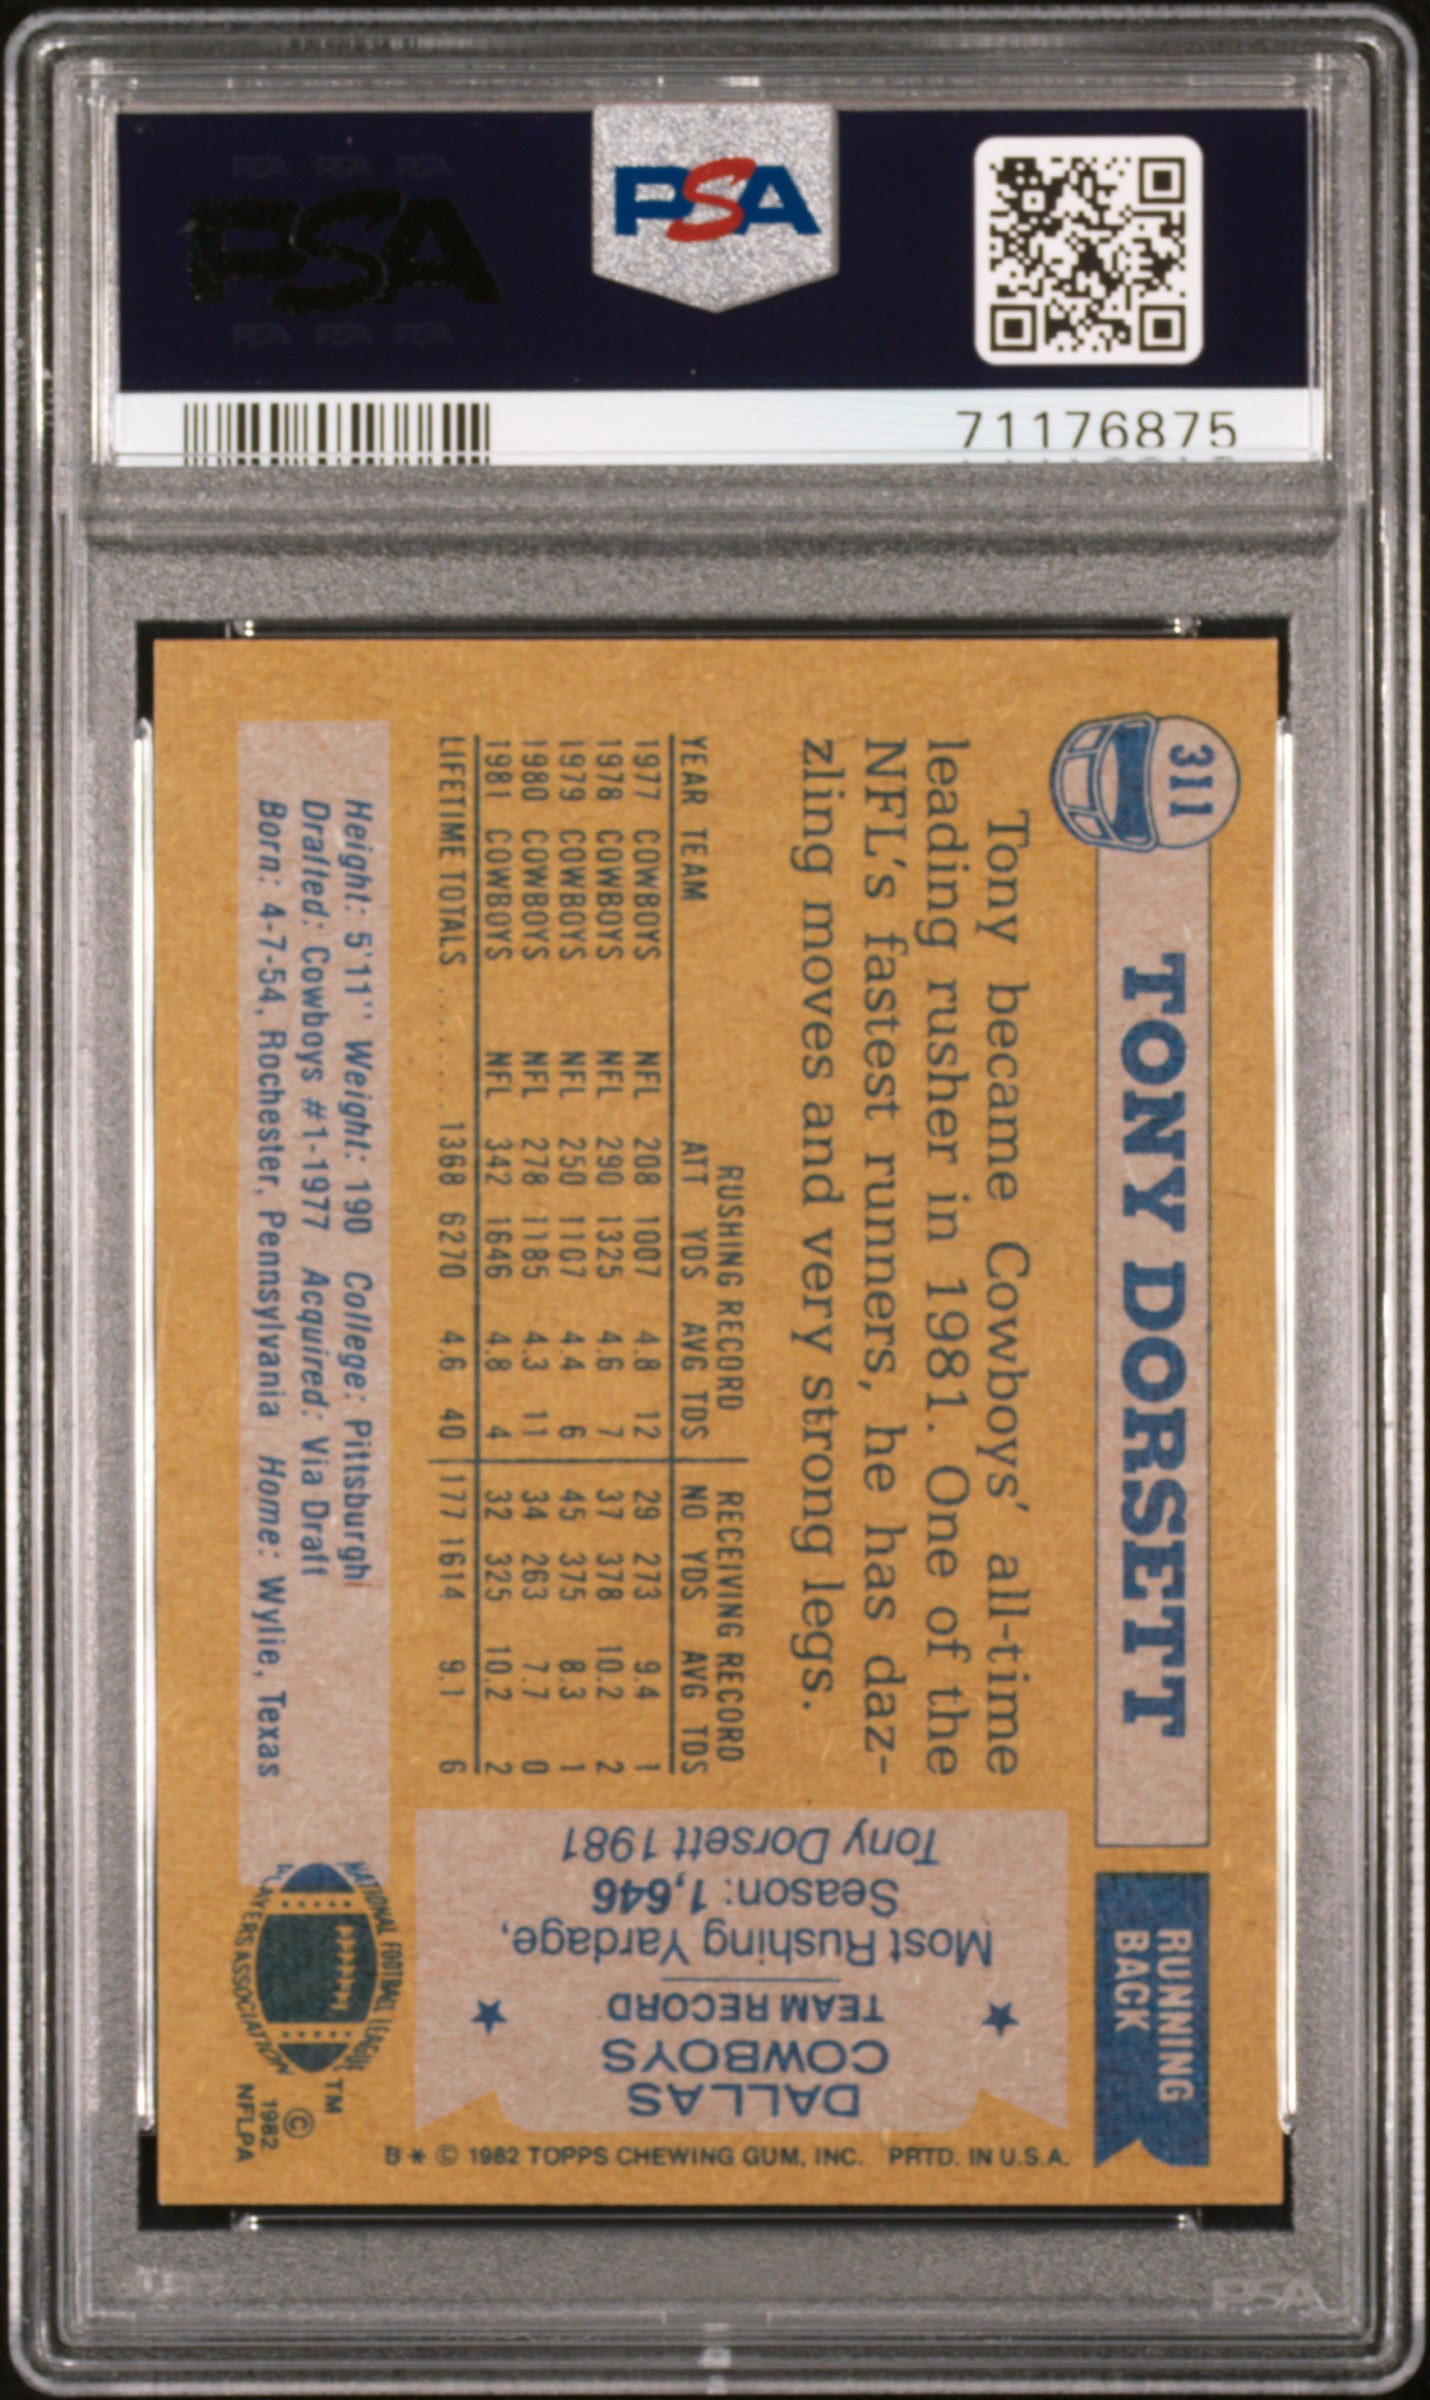 PSA PSA PSA
PSA
PSA PSA PSA
PSA
71176875
311
TONY DORSETT
RUNNING
BACK
Tony became Cowboys' all-time
leading rusher in 1981. One of the
NFL's fastest runners, he has daz-
zling moves and very strong legs.
RUSHING RECORD RECEIVING RECORD
YEAR TEAM ATT YDS AVG TDS NO YDS AVG TDS
1977 COWBOYS NFL 208 1007 4.8 12 29 273 9.4 1
1978 COWBOYS NFL 290 1325 4.6 7 37 378 10.2 2
1979 COWBOYS NFL 250 1107 4.4 6 45 375 8.3 1
1980 COWBOYS NFL 278 1185 4.3 11 34 263 7.7 0
1981 COWBOYS NFL 342 1646 4.8 4 32 325 10.2 2
LIFETIME TOTALS ........ 1368 6270 4.6 40 177 1614 9.1 6
Height: 5'11" Weight: 190 College: Pittsburgh
Drafted: Cowboys #1-1977 Acquired: Via Draft
Born: 4-7-54, Rochester, Pennsylvania Home: Wylie, Texas
DALLAS
COWBOYS
TEAM RECORD
Most Rushing Yardage,
Season: 1,646
Tony Dorsett 1981
NATIONAL FOOTBALL LEAGUE
PLAYERS ASSOCIATION
TM
©
1982
NFLPA
B * © 1982 TOPPS CHEWING GUM, INC. PRTD. IN U.S.A.
PSA